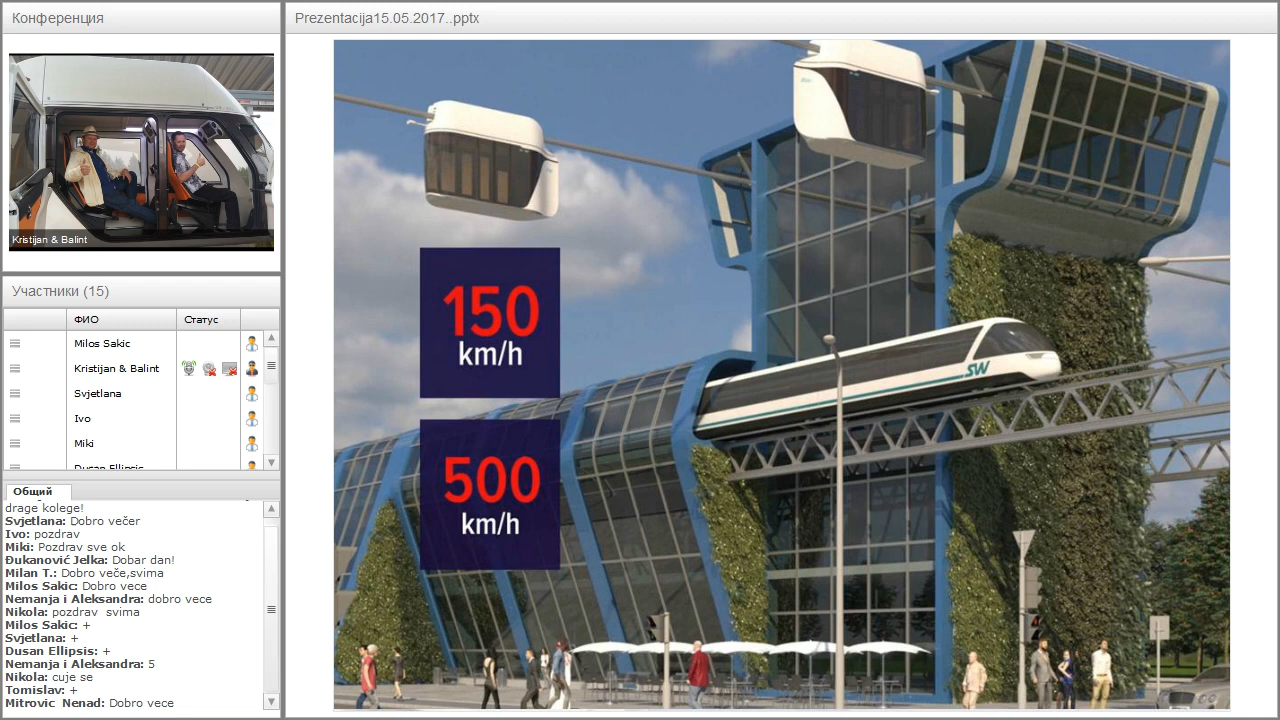 Конференция
Kristijan & Balint
Участники (15)
ФИО
Статус
Milos Sakic
Kristijan & Balint
Svjetlana
Ivo
Miki
Dusan Ellipsis
Общий
drage kolege!
Svjetlana: Dobro večer
Ivo: pozdrav
Miki: Pozdrav sve ok
Đukanović Jelka: Dobar dan!
Milan T.: Dobro veče,svima
Milos Sakic: Dobro vece
Nemanja i Aleksandra: dobro vece
Nikola: pozdrav svima
Milos Sakic: +
Svjetlana: +
Dusan Ellipsis: +
Nemanja i Aleksandra: 5
Nikola: cuje se
Tomislav: +
Mitrovic Nenad: Dobro vece
Prezentacija15.05.2017..pptx
150
km/h
500
km/h
SW